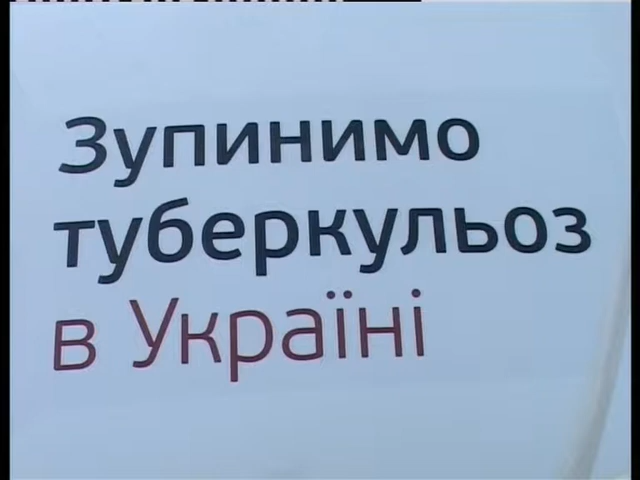 Зупинимо
туберкульоз
в Україні